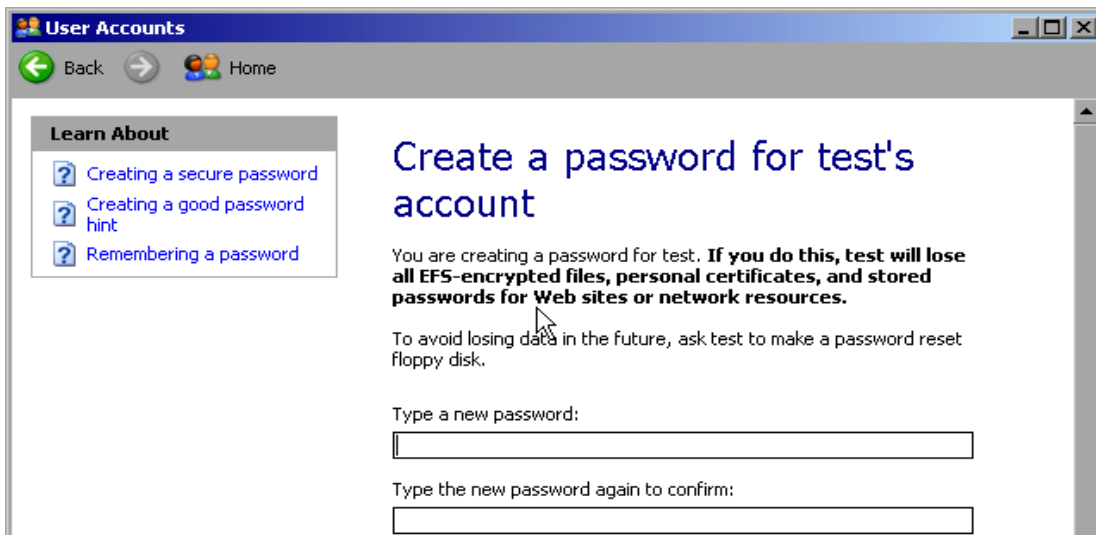 User Accounts
Back Home
Learn About
Creating a secure password
Creating a good password
hint
Remembering a password
Create a password for test's
account
You are creating a password for test. If you do this, test will lose
all EFS-encrypted files, personal certificates, and stored
passwords for Web sites or network resources.
To avoid losing data in the future, ask test to make a password reset
floppy disk.
Type a new password:
Type the new password again to confirm: